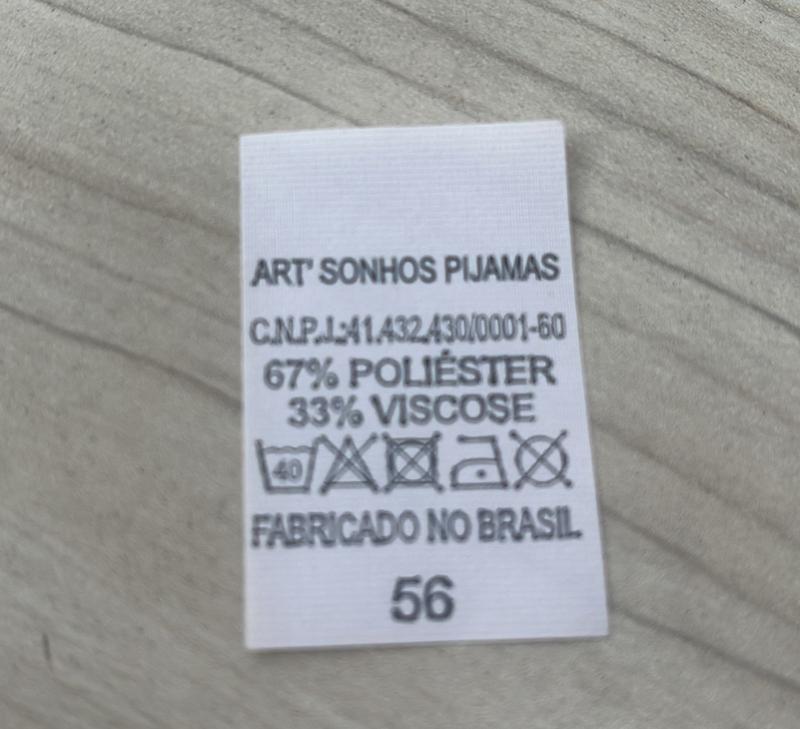 ART' SONHOS PIJAMAS
C.N.P.J.:41.432.430/0001-60
67% POLIÉSTER
33% VISCOSE
40
FABRICADO NO BRASIL
56